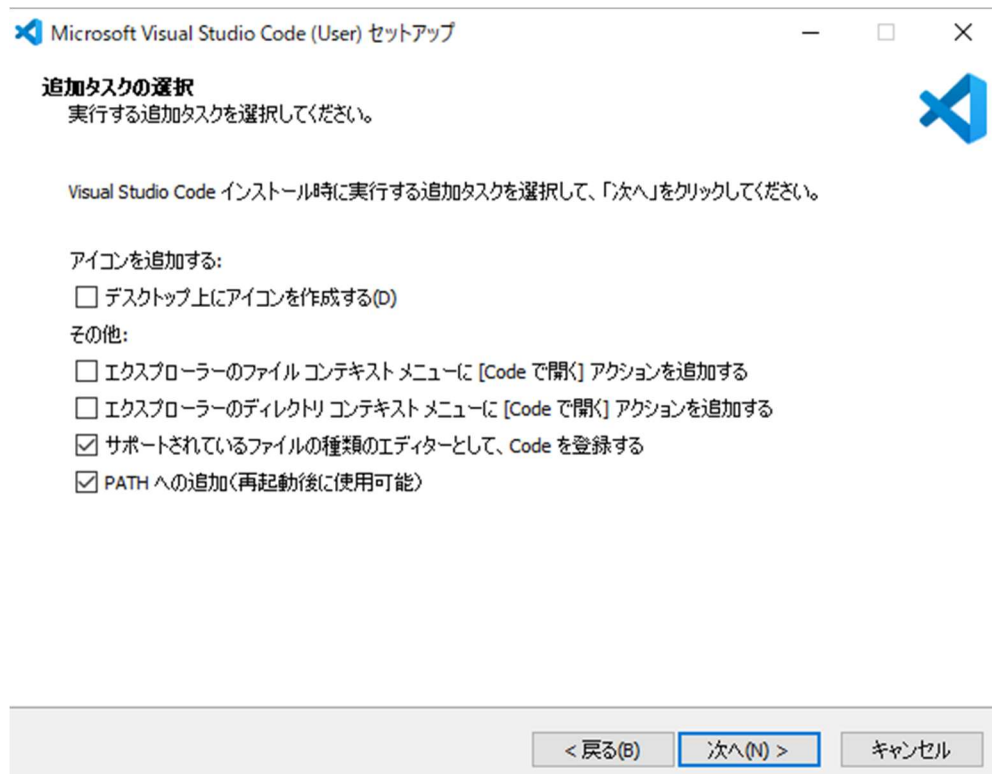 Microsoft Visual Studio Code (User) セットアップ
追加タスクの選択
実行する追加タスクを選択してください。
Visual Studio Code インストール時に実行する追加タスクを選択して、「次へ」をクリックしてください。
アイコンを追加する:
デスクトップ上にアイコンを作成する(D)
その他:
エクスプローラーのファイル コンテキスト メニューに [Code で開く] アクションを追加する
エクスプローラーのディレクトリ コンテキスト メニューに [Code で開く] アクションを追加する
サポートされているファイルの種類のエディターとして、Code を登録する
PATH への追加（再起動後に使用可能）
< 戻る(B) 次へ(N) > キャンセル